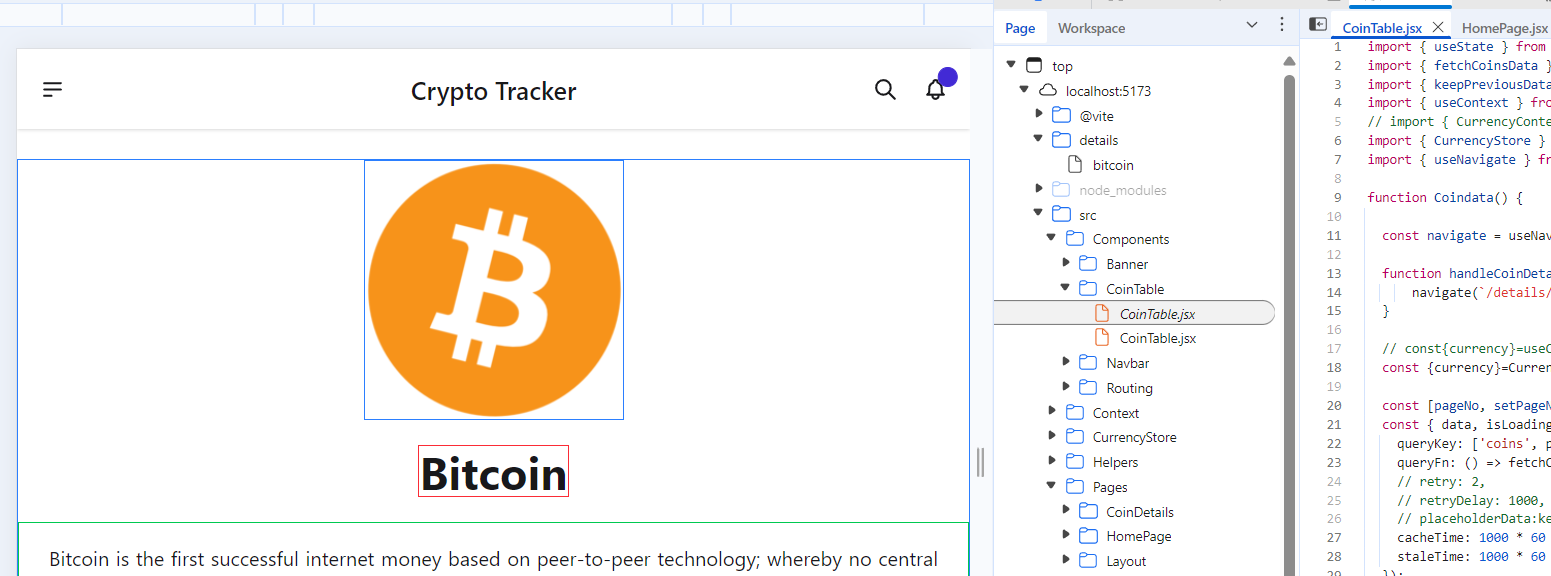 Crypto Tracker
Bitcoin
Bitcoin is the first successful internet money based on peer-to-peer technology; whereby no central
Page
Workspace
top
localhost:5173
@vite
details
bitcoin
node_modules
src
Components
Banner
CoinTable
CoinTable.jsx
CoinTable.jsx
Navbar
Routing
Context
CurrencyStore
Helpers
Pages
CoinDetails
HomePage
Layout
CoinTable.jsx
HomePage.jsx
1 import { useState } from
2 import { fetchCoinsData }
3 import { keepPreviousData
4 import { useContext } fro
5 // import { CurrencyConte
6 import { CurrencyStore }
7 import { useNavigate } fr
8
9 function Coindata() {
10
11 const navigate = useNav
12
13 function handleCoinDeta
14 navigate(`/details/
15 }
16
17 // const{currency}=useC
18 const {currency}=Curren
19
20 const [pageNo, setPageN
21 const { data, isLoading
22 queryKey: ['coins', p
23 queryFn: () => fetchC
24 // retry: 2,
25 // retryDelay: 1000,
26 // placeholderData:ke
27 cacheTime: 1000 * 60
28 staleTime: 1000 * 60
29 });